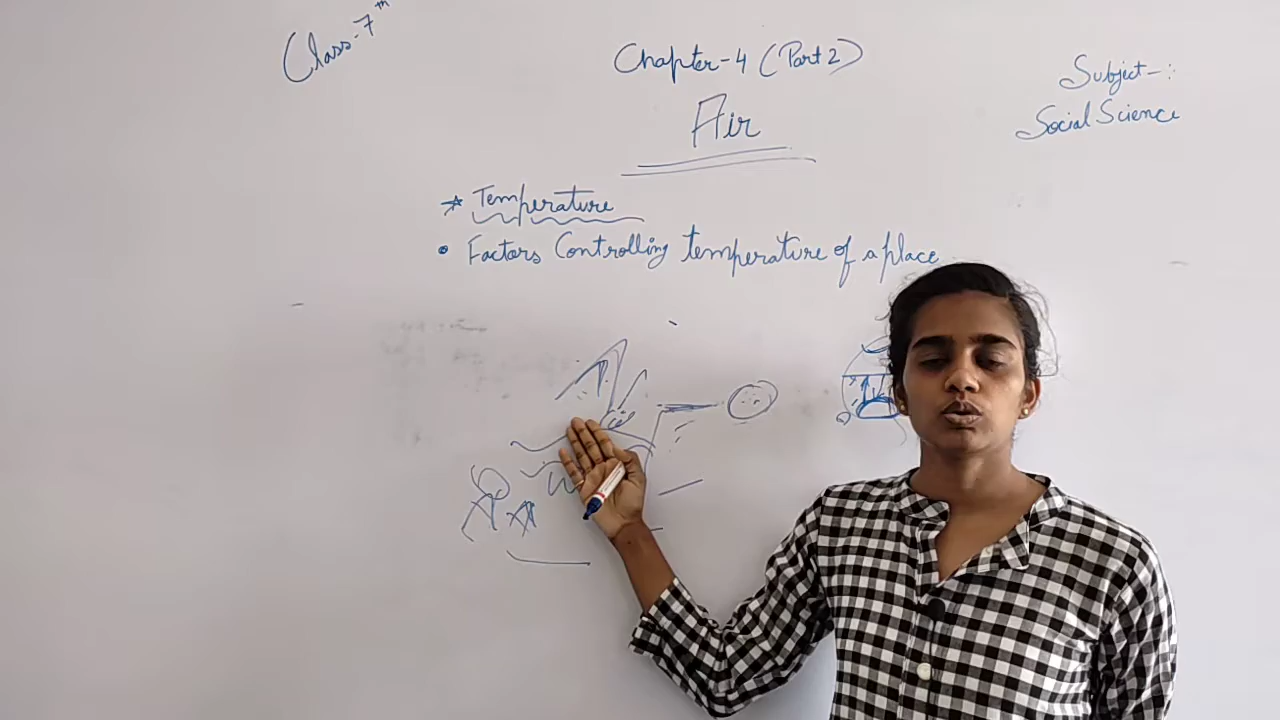 Class-7th
Chapter-4 (Part 2)
Subject-:
Social Science
Air
* Temperature
• Factors Controlling temperature of a place